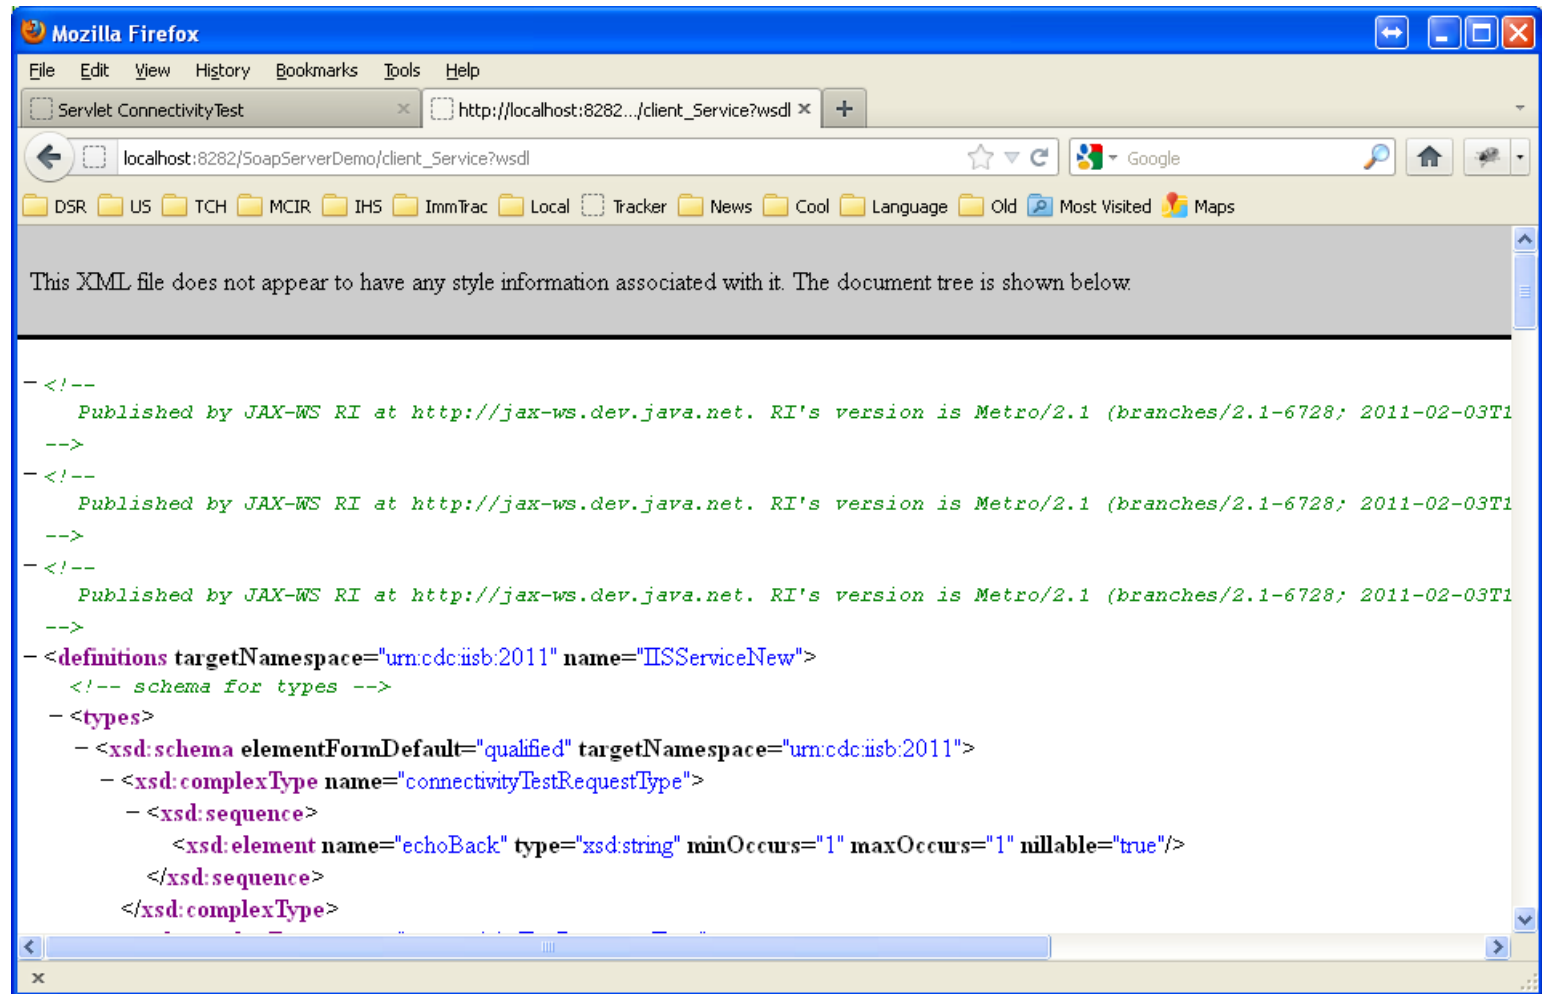 Mozilla Firefox
File Edit View History Bookmarks Tools Help
Servlet ConnectivityTest × http://localhost:8282.../client_Service?wsdl × +
localhost:8282/SoapServerDemo/client_Service?wsdl Google
DSR US TCH MCIR IHS ImmTrac Local Tracker News Cool Language Old Most Visited Maps
This XML file does not appear to have any style information associated with it. The document tree is shown below.
− <!--
Published by JAX-WS RI at http://jax-ws.dev.java.net. RI's version is Metro/2.1 (branches/2.1-6728; 2011-02-03T1
-->
− <!--
Published by JAX-WS RI at http://jax-ws.dev.java.net. RI's version is Metro/2.1 (branches/2.1-6728; 2011-02-03T1
-->
− <!--
Published by JAX-WS RI at http://jax-ws.dev.java.net. RI's version is Metro/2.1 (branches/2.1-6728; 2011-02-03T1
-->
− <definitions targetNamespace="urn:cdc:iisb:2011" name="IISServiceNew">
<!-- schema for types -->
− <types>
− <xsd:schema elementFormDefault="qualified" targetNamespace="urn:cdc:iisb:2011">
− <xsd:complexType name="connectivityTestRequestType">
− <xsd:sequence>
<xsd:element name="echoBack" type="xsd:string" minOccurs="1" maxOccurs="1" nillable="true"/>
</xsd:sequence>
</xsd:complexType>
×